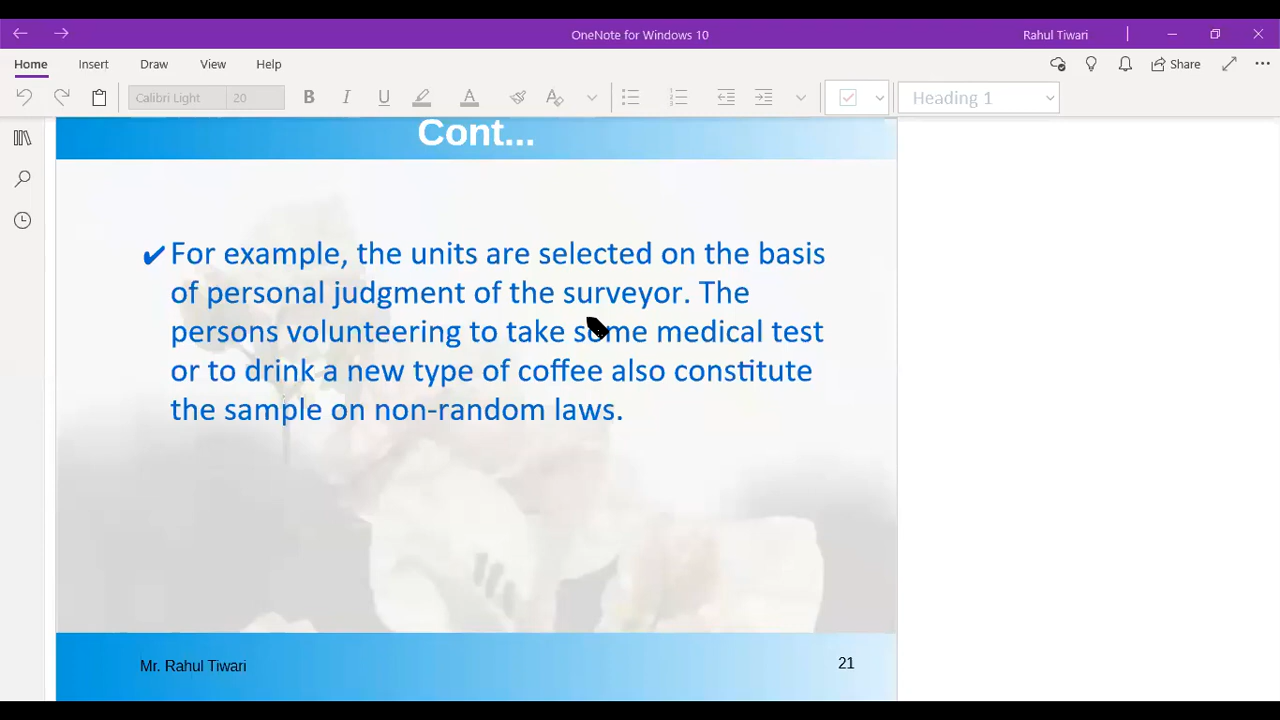 OneNote for Windows 10
Rahul Tiwari
Home Insert Draw View Help
Share
Calibri Light 20 B I U A Heading 1
Cont...
✔ For example, the units are selected on the basis
of personal judgment of the surveyor. The
persons volunteering to take some medical test
or to drink a new type of coffee also constitute
the sample on non-random laws.
Mr. Rahul Tiwari
21